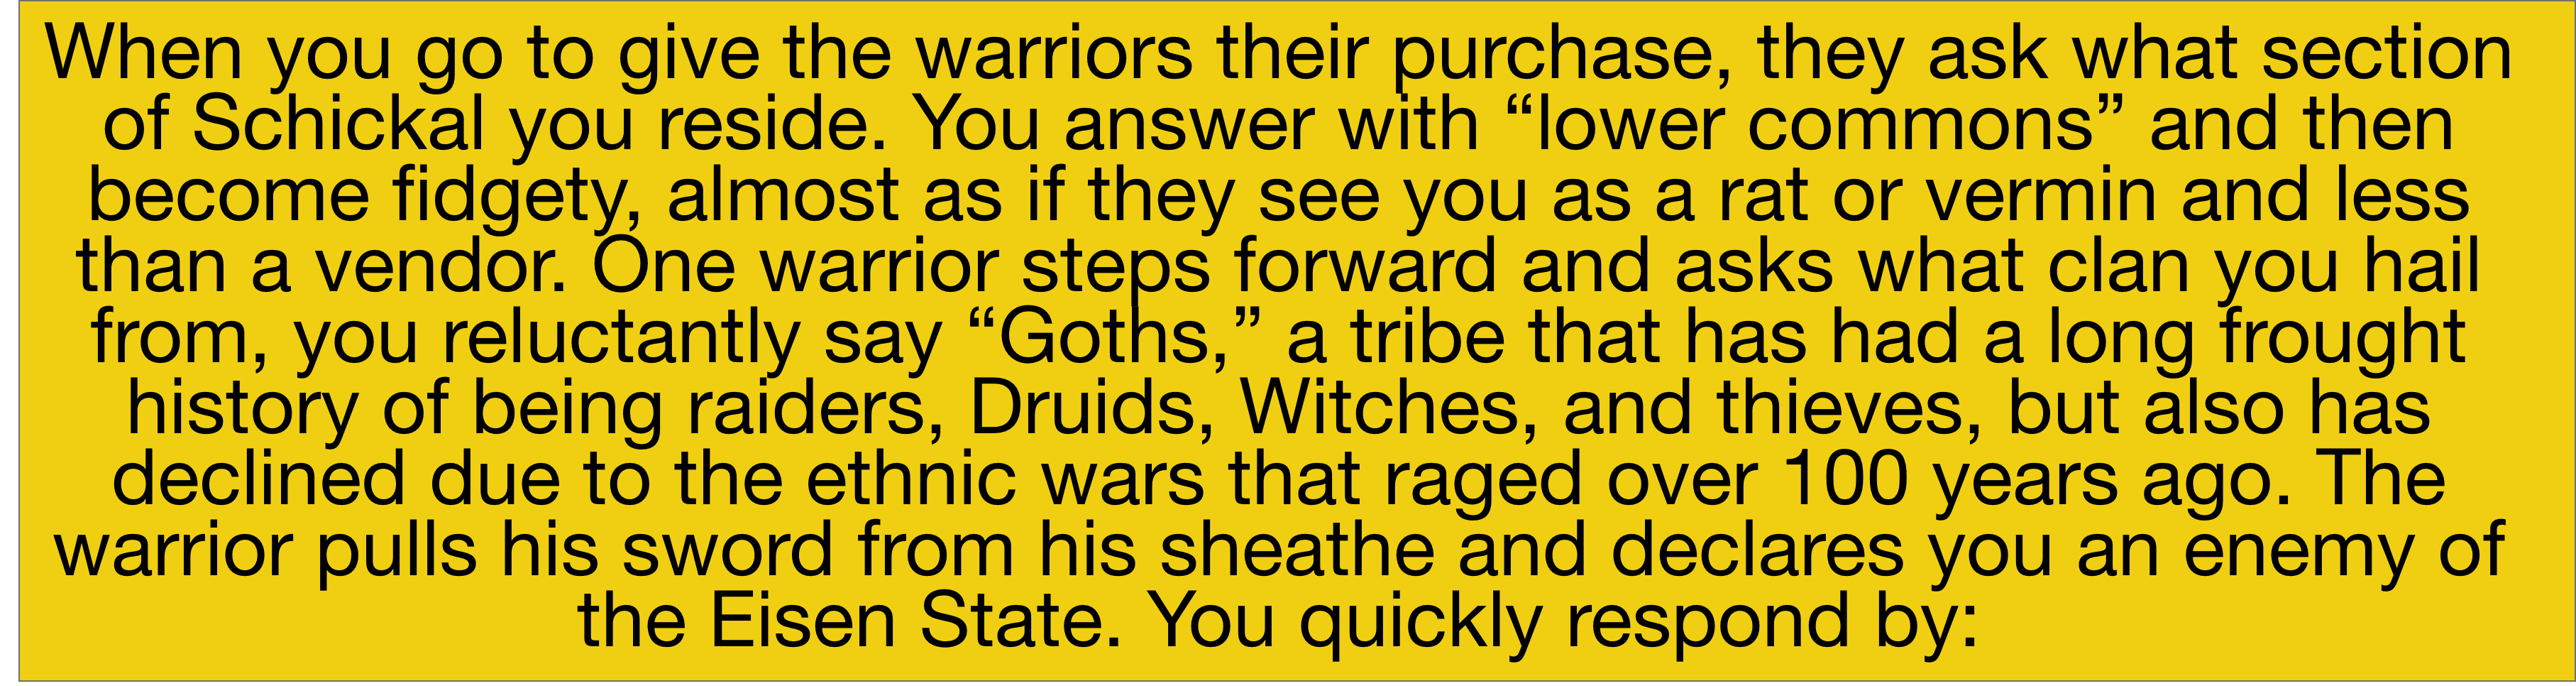 When you go to give the warriors their purchase, they ask what section
of Schickal you reside. You answer with “lower commons” and then
become fidgety, almost as if they see you as a rat or vermin and less
than a vendor. One warrior steps forward and asks what clan you hail
from, you reluctantly say “Goths,” a tribe that has had a long frought
history of being raiders, Druids, Witches, and thieves, but also has
declined due to the ethnic wars that raged over 100 years ago. The
warrior pulls his sword from his sheathe and declares you an enemy of
the Eisen State. You quickly respond by: